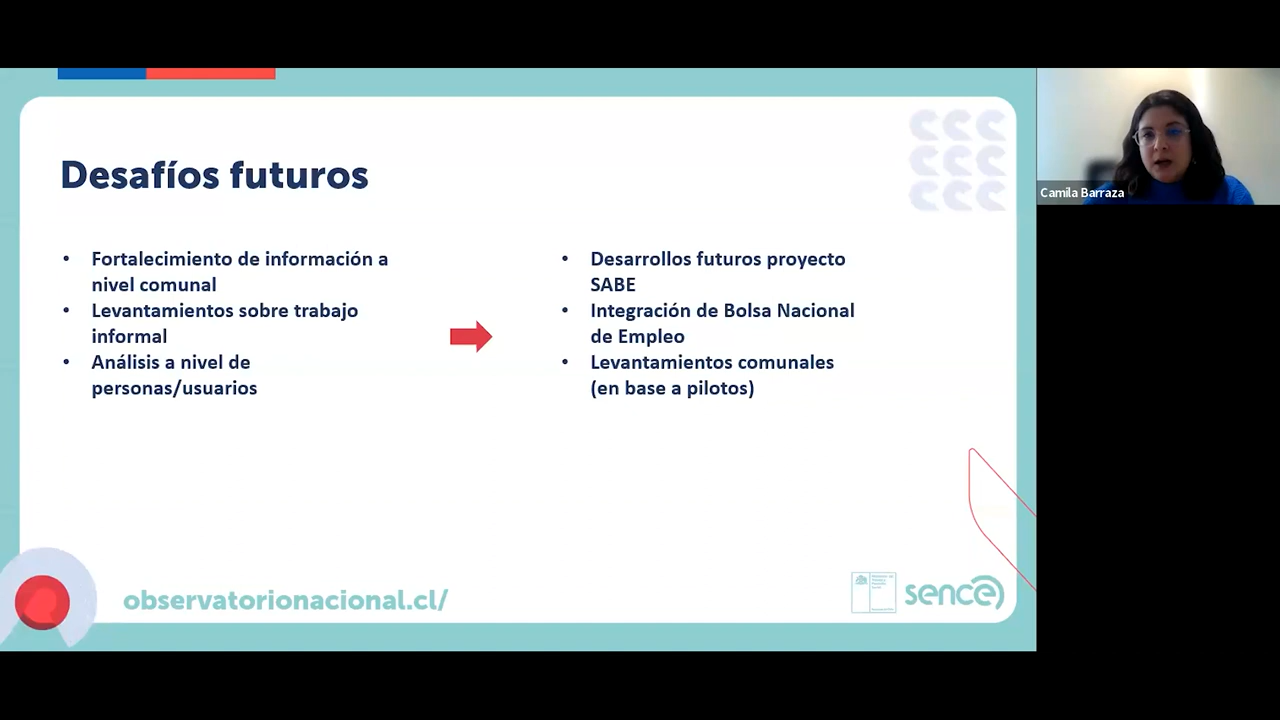 Desafíos futuros
• Fortalecimiento de información a
nivel comunal
• Levantamientos sobre trabajo
informal
• Análisis a nivel de
personas/usuarios
• Desarrollos futuros proyecto
SABE
• Integración de Bolsa Nacional
de Empleo
• Levantamientos comunales
(en base a pilotos)
observatorionacional.cl/
sence
Camila Barraza